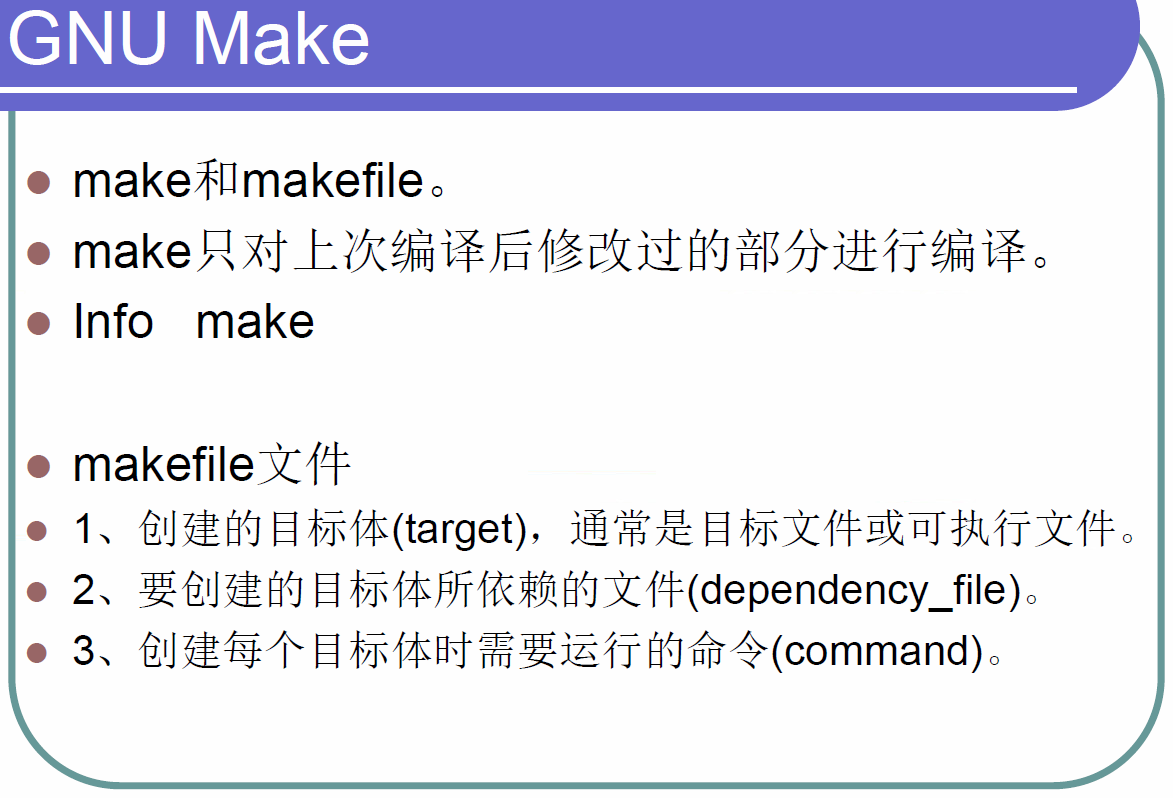 GNU Make
make和makefile。
make只对上次编译后修改过的部分进行编译。
Info make
makefile文件
1、创建的目标体(target)，通常是目标文件或可执行文件。
2、要创建的目标体所依赖的文件(dependency_file)。
3、创建每个目标体时需要运行的命令(command)。